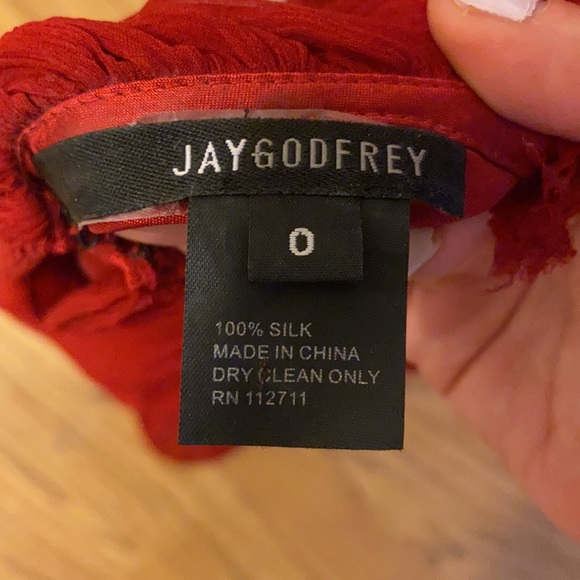 JAYGODFREY
0
100% SILK
MADE IN CHINA
DRY CLEAN ONLY
RN 112711